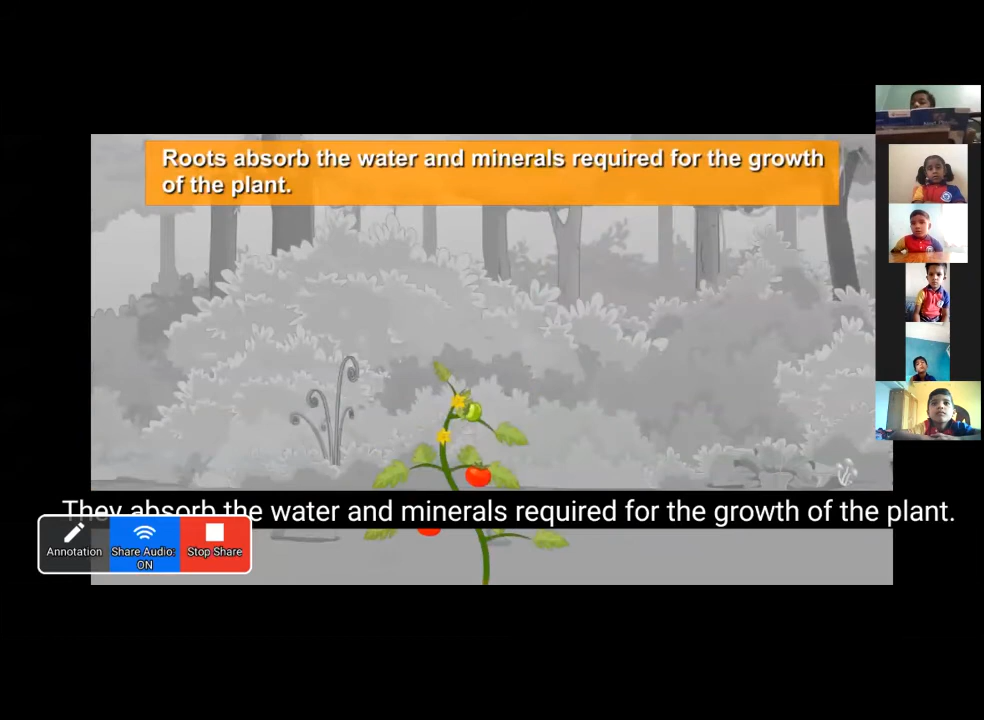 Roots absorb the water and minerals required for the growth
of the plant.
They absorb the water and minerals required for the growth of the plant.
Annotation
Share Audio:
ON
Stop Share